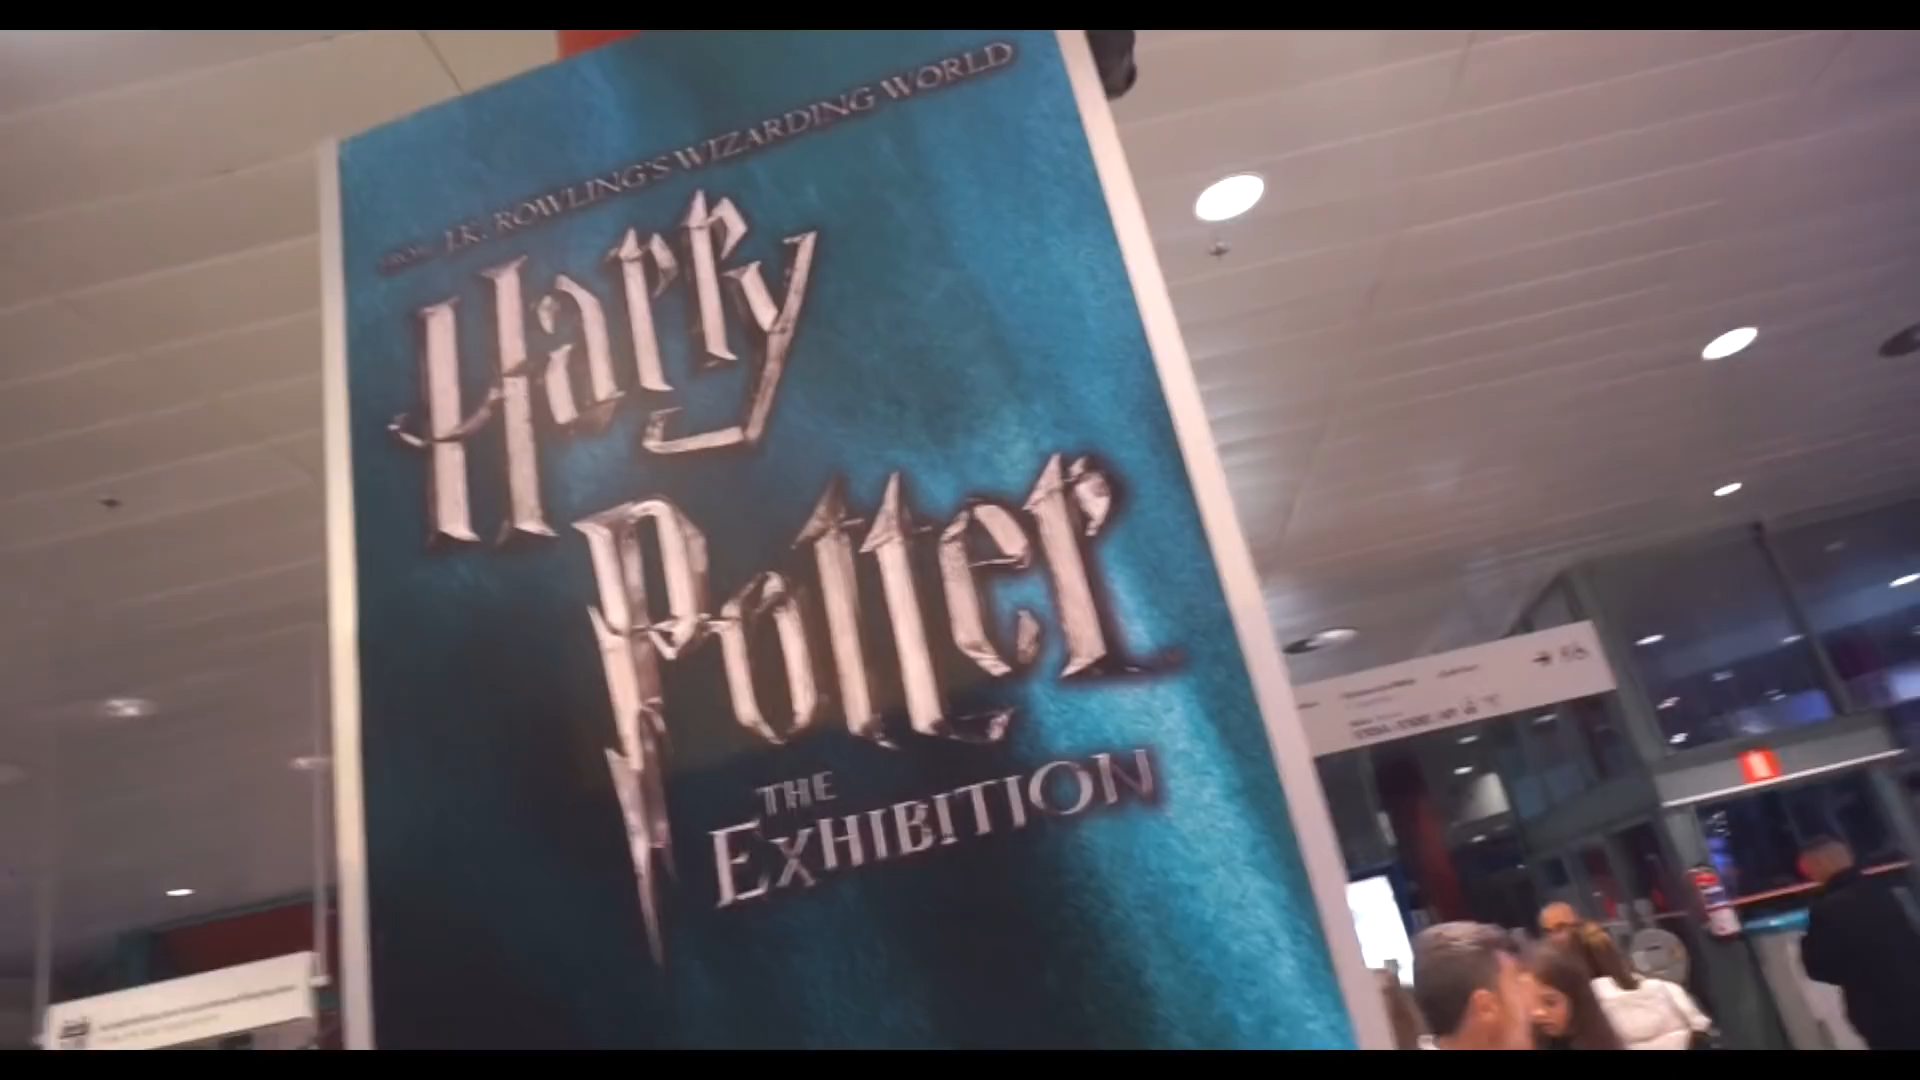 FROM J.K. ROWLING'S WIZARDING WORLD
Harry
Potter
THE
EXHIBITION